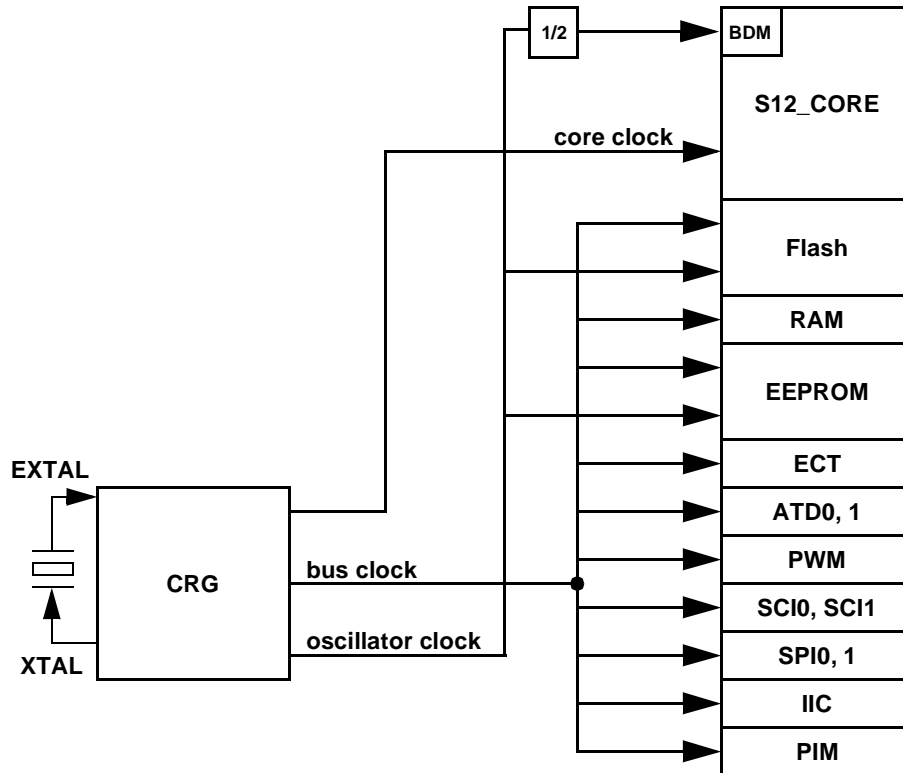 1/2
BDM
S12_CORE
core clock
Flash
RAM
EEPROM
EXTAL
ECT
ATD0, 1
PWM
bus clock
CRG
SCI0, SCI1
oscillator clock
SPI0, 1
XTAL
IIC
PIM